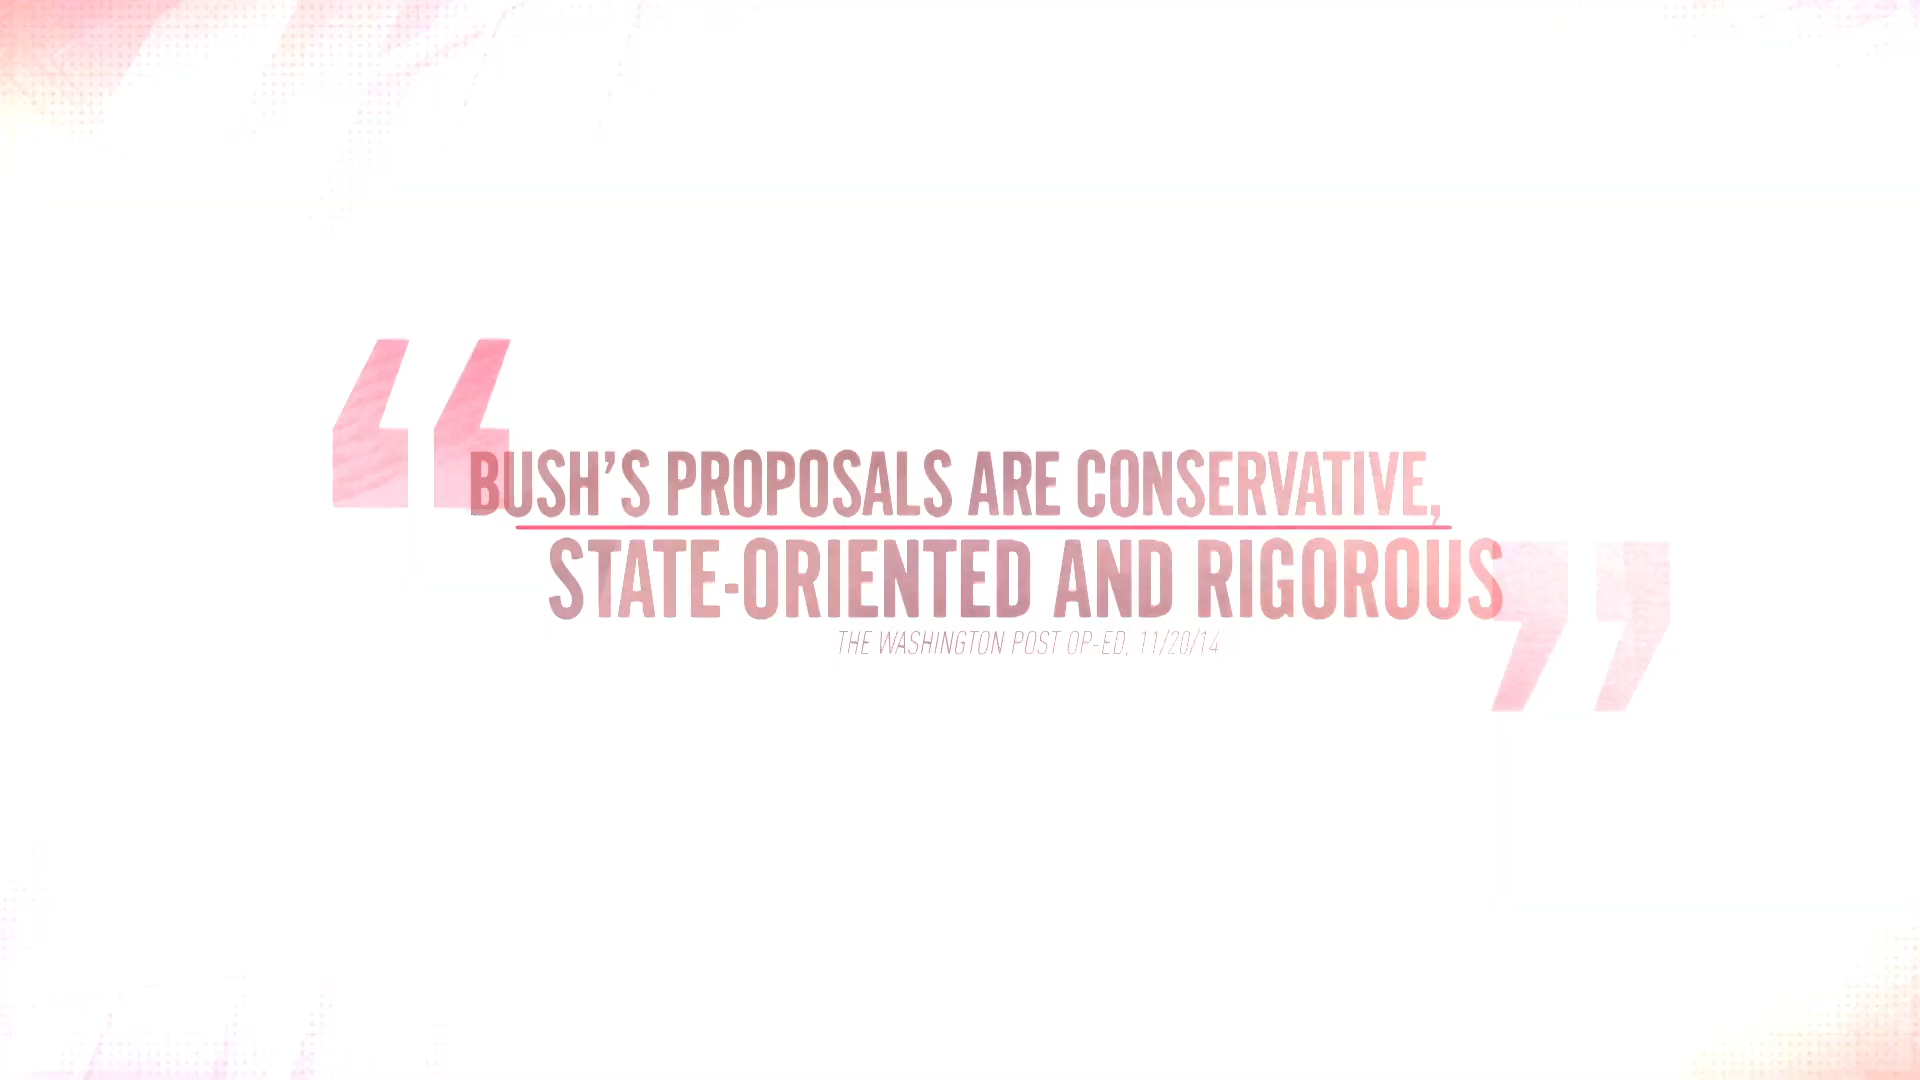 “BUSH’S PROPOSALS ARE CONSERVATIVE,
STATE-ORIENTED AND RIGOROUS”
THE WASHINGTON POST OP-ED, 11/20/14